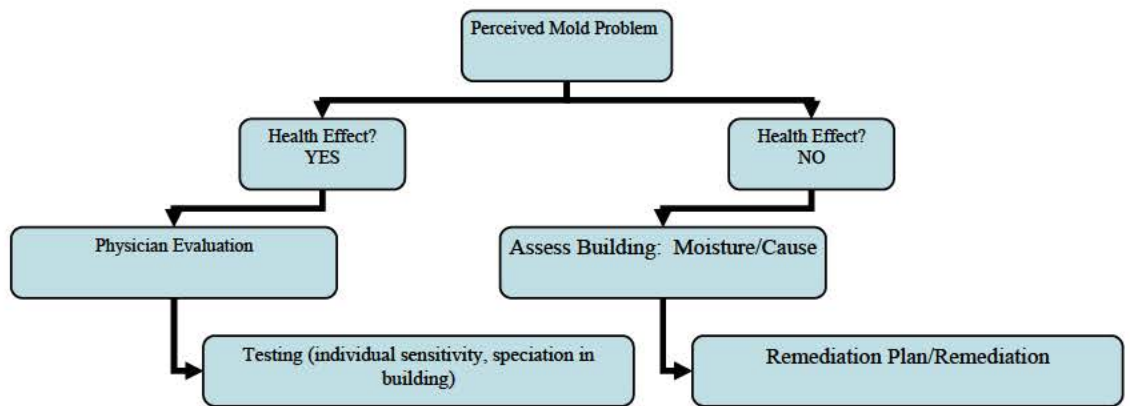 Perceived Mold Problem
Health Effect?
YES
Health Effect?
NO
Physician Evaluation
Assess Building: Moisture/Cause
Testing (individual sensitivity, speciation in
building)
Remediation Plan/Remediation